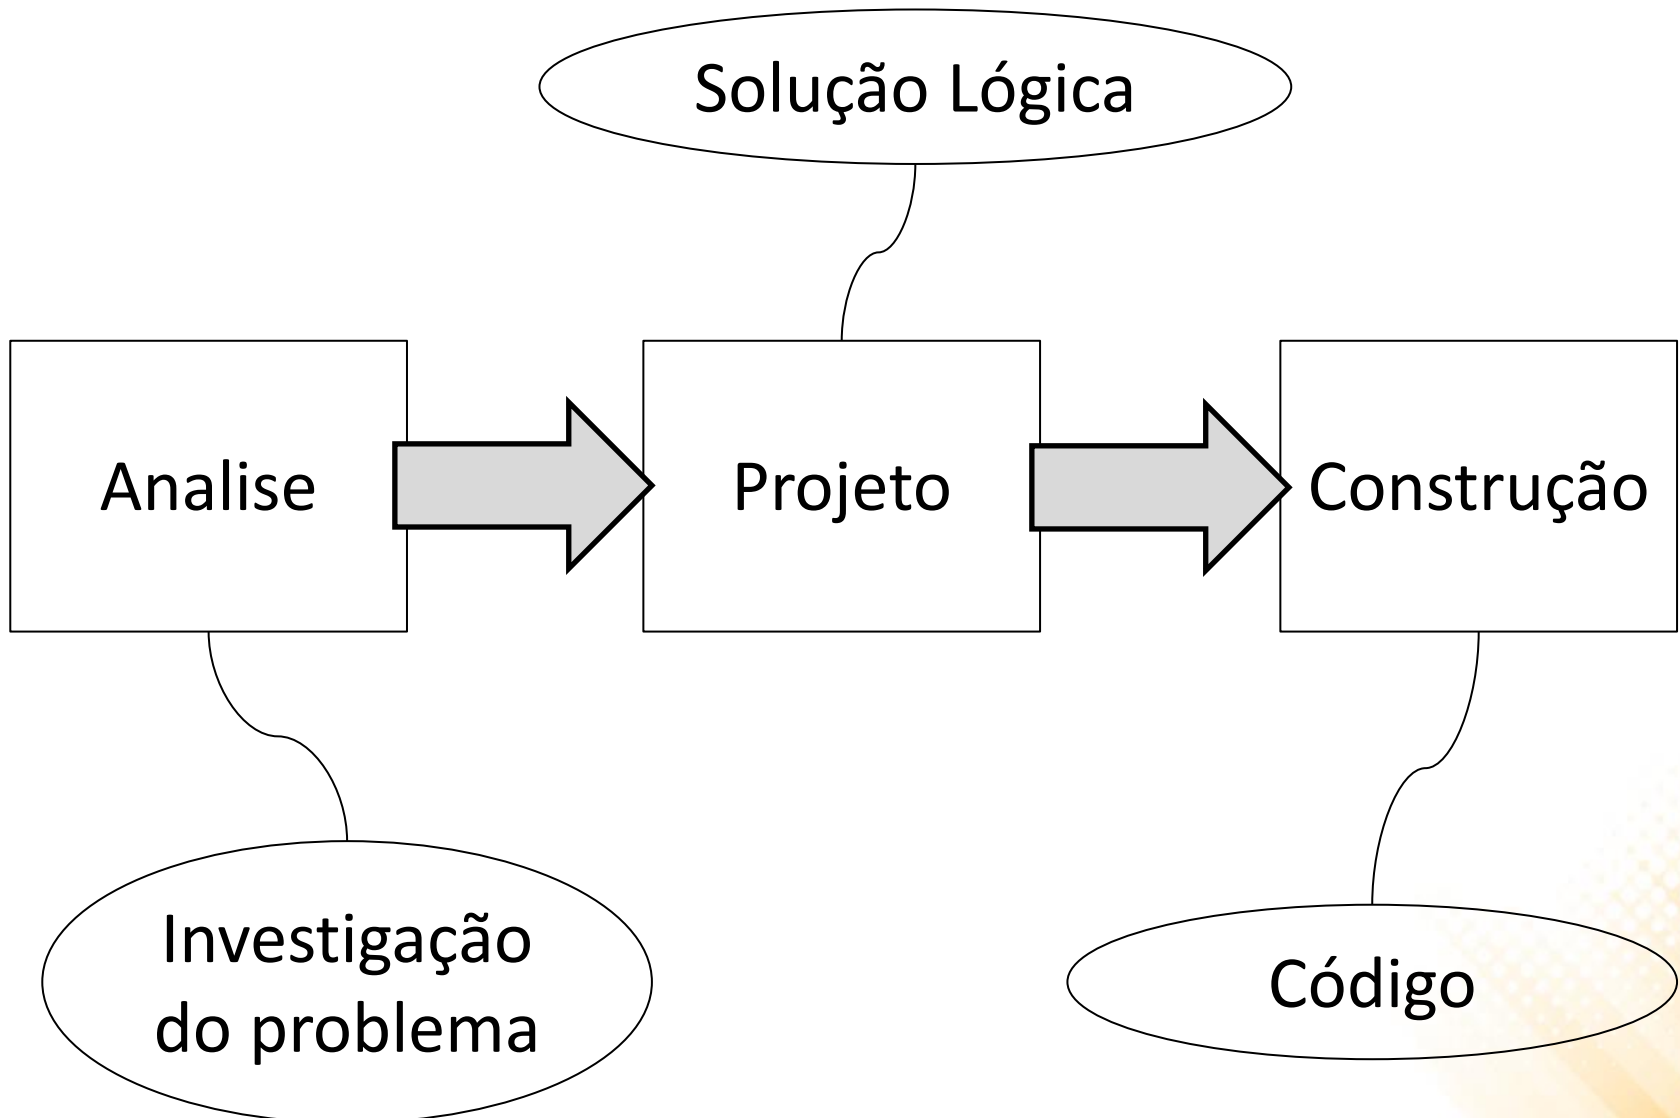 Solução Lógica
Analise
Projeto
Construção
Investigação
do problema
Código